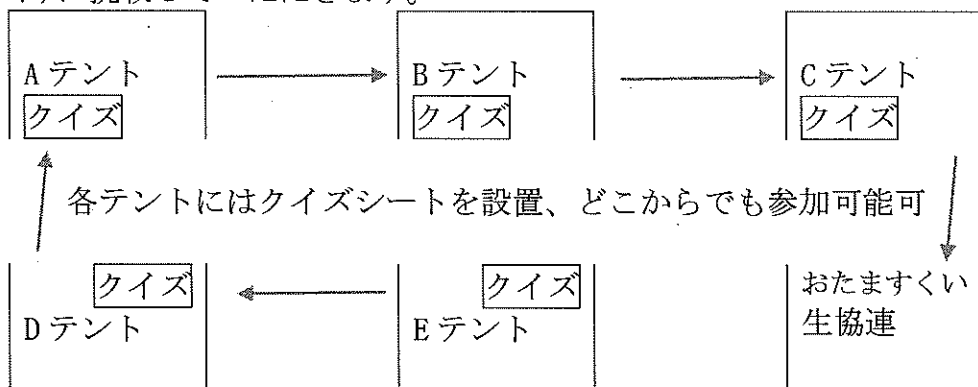 Aテント
クイズ
Bテント
クイズ
Cテント
クイズ
各テントにはクイズシートを設置、どこからでも参加可能可
クイズ
Dテント
クイズ
Eテント
おたますくい
生協連